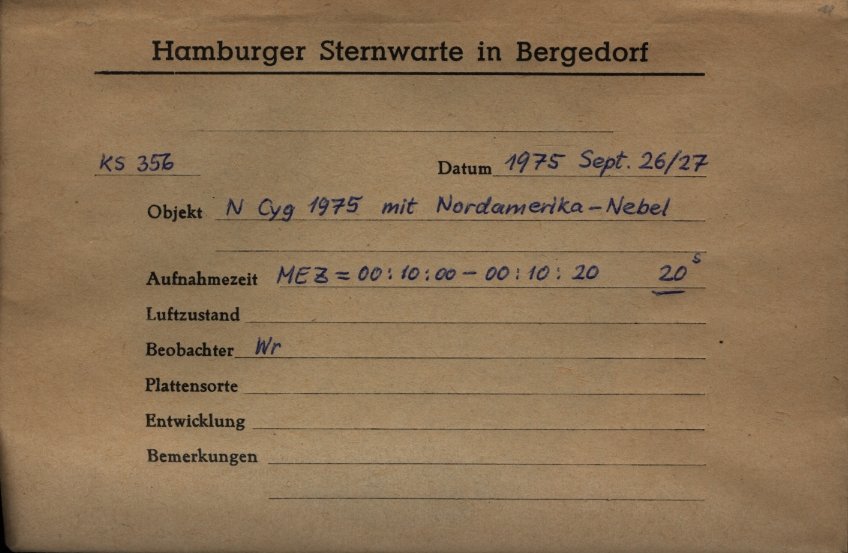 Hamburger Sternwarte in Bergedorf
KS 356 Datum 1975 Sept. 26/27
Objekt N Cyg 1975 mit Nordamerika-Nebel
Aufnahmezeit MEZ = 00:10:00 - 00:10:20 20s
Luftzustand
Beobachter Wr
Plattensorte
Entwicklung
Bemerkungen